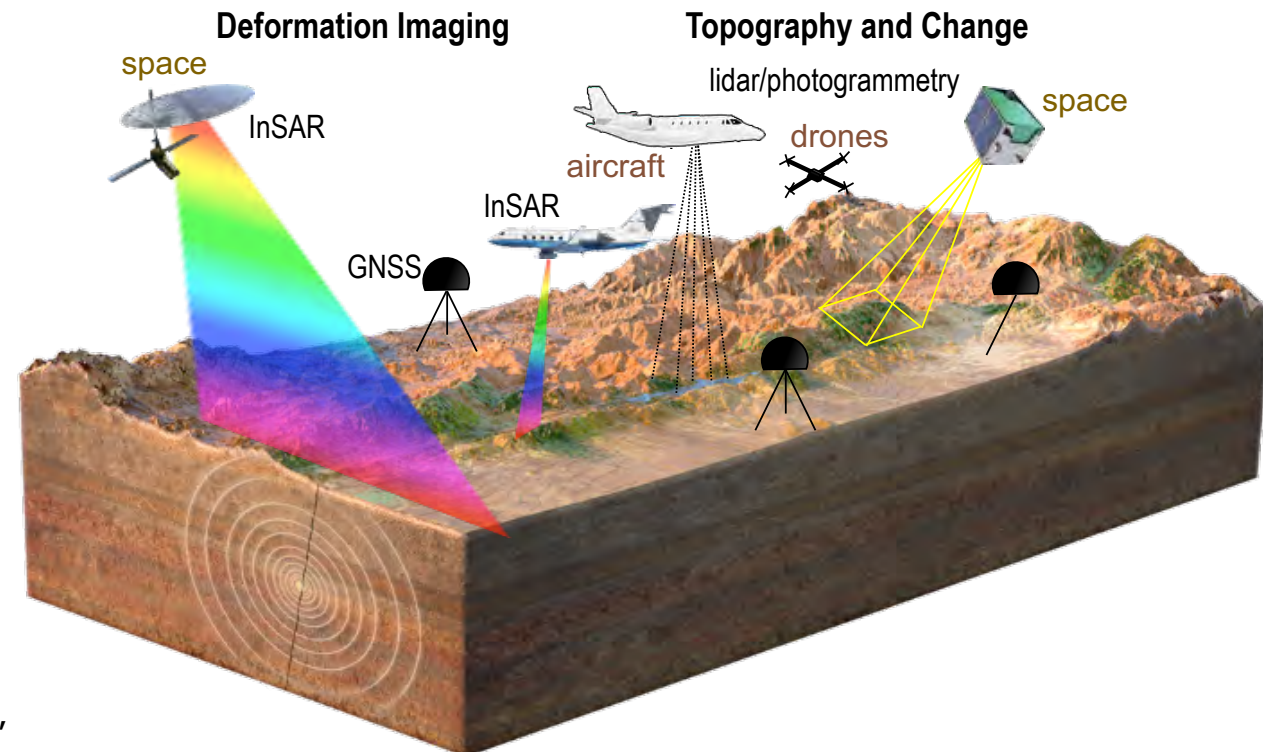 Deformation Imaging
Topography and Change
space
InSAR
lidar/photogrammetry
space
aircraft
drones
InSAR
GNSS
,